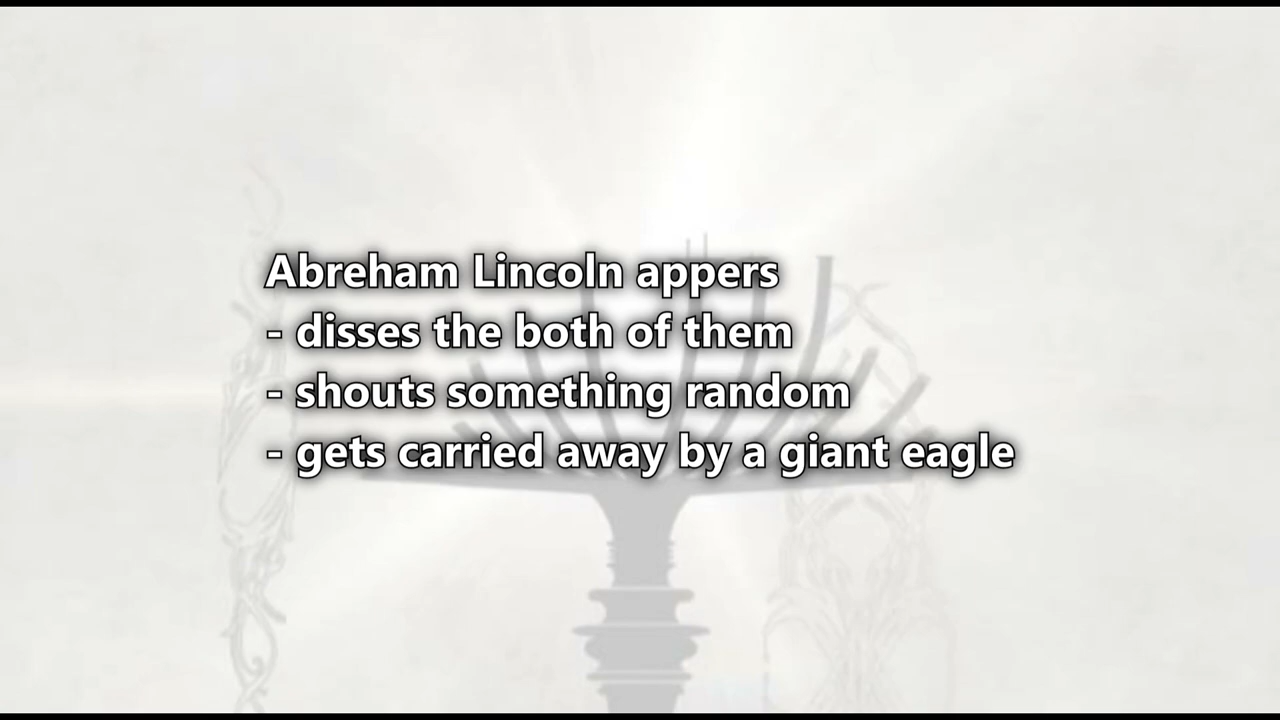 Abreham Lincoln appers
- disses the both of them
- shouts something random
- gets carried away by a giant eagle